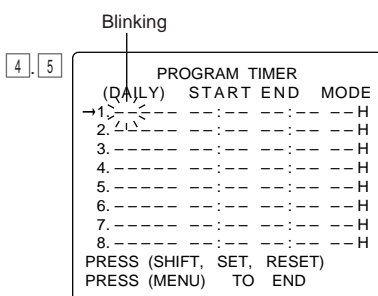 Blinking
4. 5
PROGRAM TIMER
(DAILY) START END MODE
→1.----- --:-- --:-- --H
2.----- --:-- --:-- --H
3.----- --:-- --:-- --H
4.----- --:-- --:-- --H
5.----- --:-- --:-- --H
6.----- --:-- --:-- --H
7.----- --:-- --:-- --H
8.----- --:-- --:-- --H
PRESS (SHIFT, SET, RESET)
PRESS (MENU) TO END